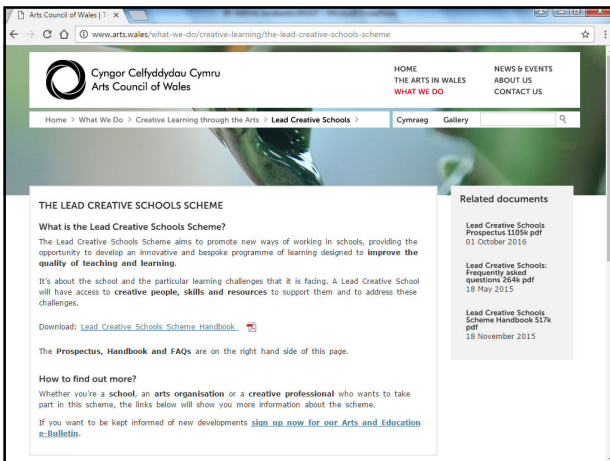 Arts Council of Wales | T
www.arts.wales/what-we-do/creative-learning/the-lead-creative-schools-scheme
Cyngor Celfyddydau Cymru
Arts Council of Wales
HOME
THE ARTS IN WALES
WHAT WE DO
NEWS & EVENTS
ABOUT US
CONTACT US
Home > What We Do > Creative Learning through the Arts > Lead Creative Schools >
Cymraeg Gallery
THE LEAD CREATIVE SCHOOLS SCHEME
What is the Lead Creative Schools Scheme?
The Lead Creative Schools Scheme aims to promote new ways of working in schools, providing the
opportunity to develop an innovative and bespoke programme of learning designed to improve the
quality of teaching and learning.
It's about the school and the particular learning challenges that it is facing. A Lead Creative School
will have access to creative people, skills and resources to support them and to address these
challenges.
Download: Lead Creative Schools Scheme Handbook
The Prospectus, Handbook and FAQs are on the right hand side of this page.
How to find out more?
Whether you're a school, an arts organisation or a creative professional who wants to take
part in this scheme, the links below will show you more information about the scheme.
If you want to be kept informed of new developments sign up now for our Arts and Education
e-Bulletin.
Related documents
Lead Creative Schools
Prospectus 1105k pdf
01 October 2016
Lead Creative Schools:
Frequently asked
questions 264k pdf
18 May 2015
Lead Creative Schools
Scheme Handbook 517k
pdf
18 November 2015